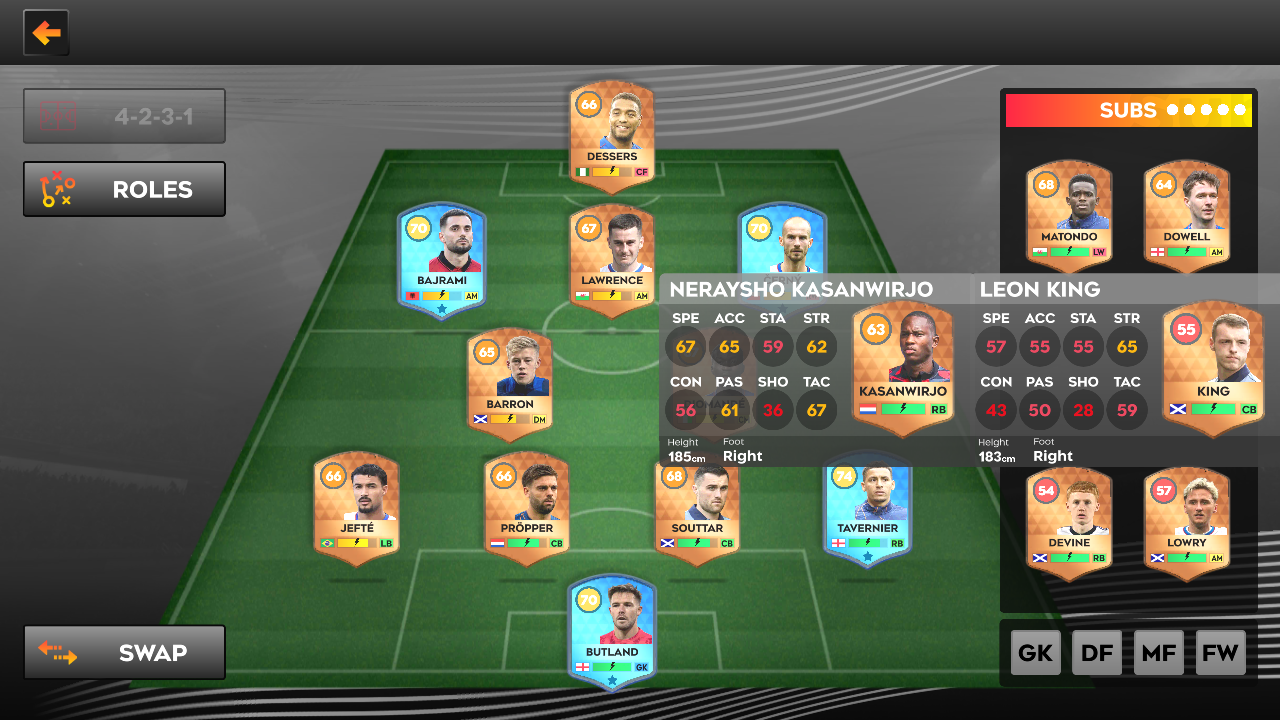 4-2-3-1
ROLES
SUBS
66
DESSERS
CF
70
BAJRAMI
AM
67
LAWRENCE
AM
70
68
MATONDO
LW
64
DOWELL
AM
65
BARRON
DM
NERAYSHO KASANWIRJO
SPE ACC STA STR
67 65 59 62
CON PAS SHO TAC
56 61 36 67
Height Foot
185cm Right
63
KASANWIRJO
RB
LEON KING
SPE ACC STA STR
57 55 55 65
CON PAS SHO TAC
43 50 28 59
Height Foot
183cm Right
55
KING
CB
66
JEFTÉ
LB
66
PRÖPPER
CB
68
SOUTTAR
CB
74
TAVERNIER
RB
54
DEVINE
RB
57
LOWRY
AM
70
BUTLAND
GK
SWAP
GK DF MF FW